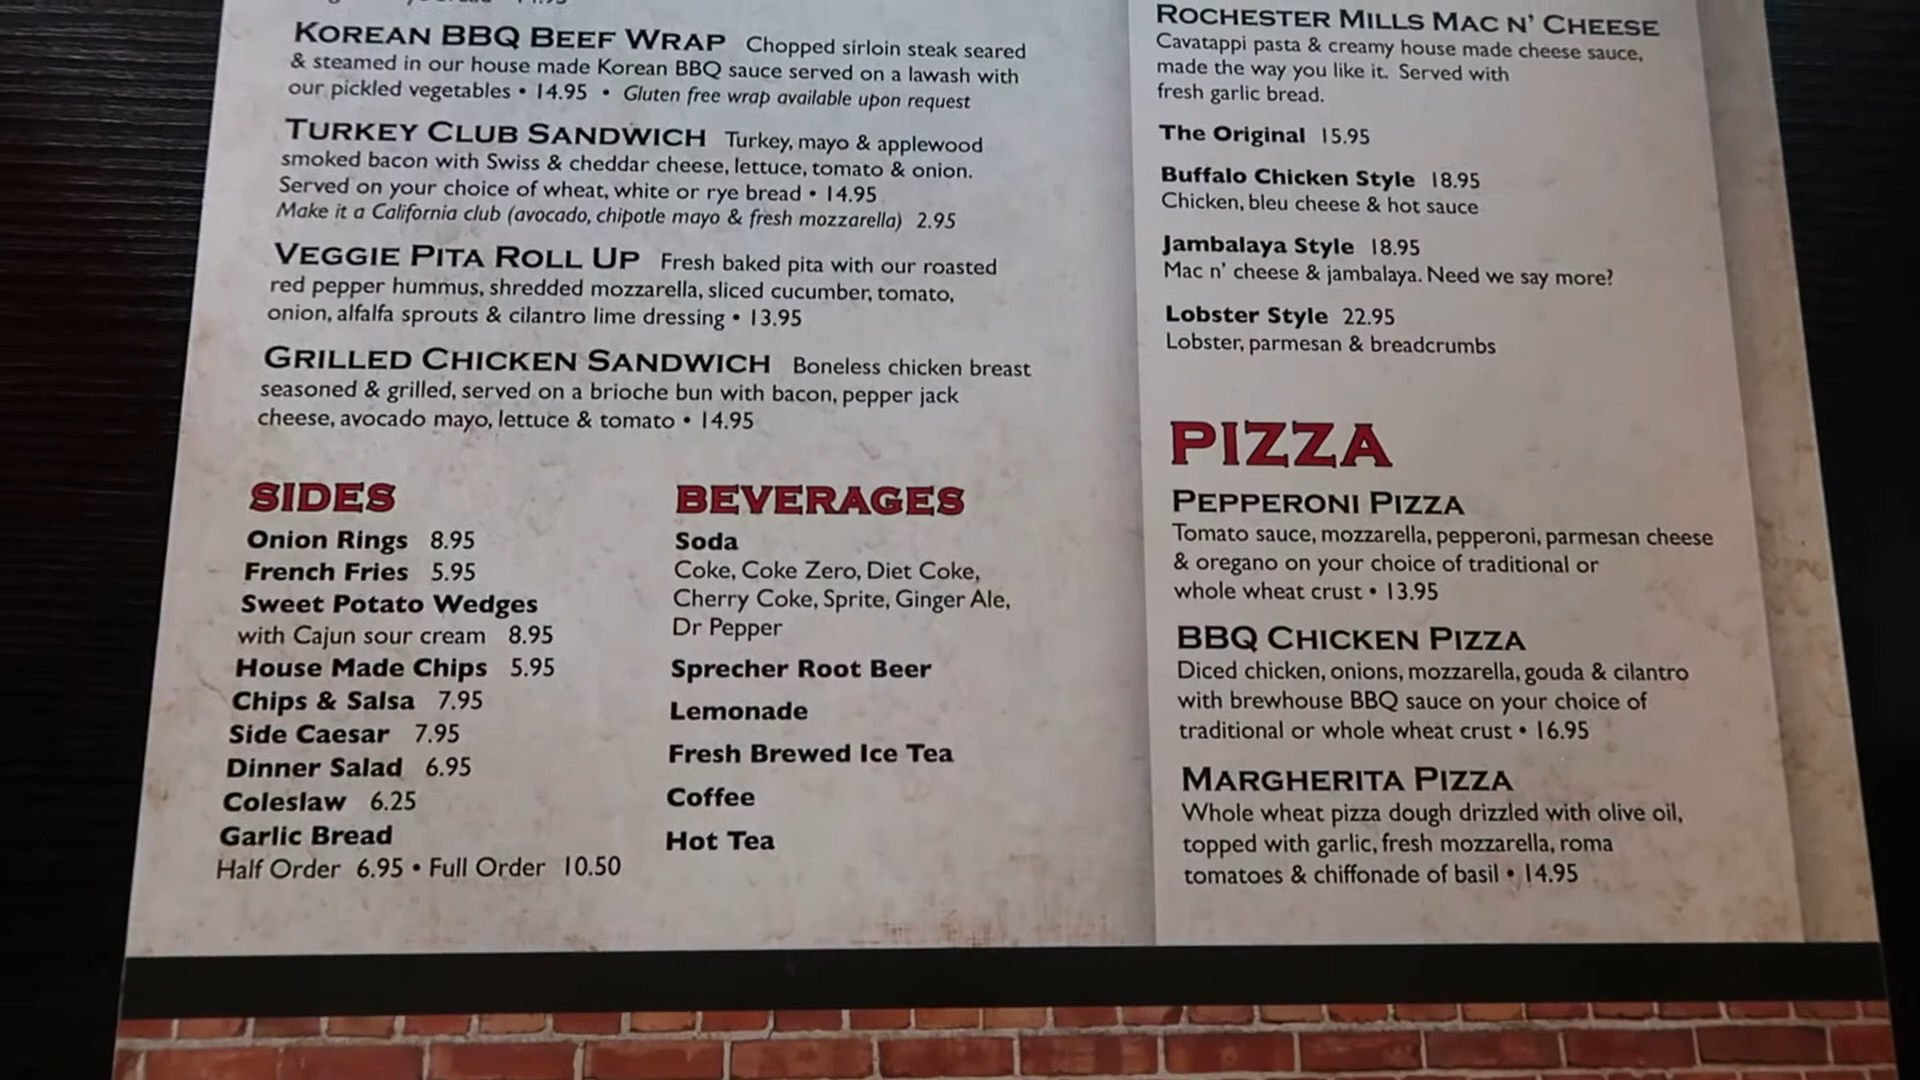 KOREAN BBQ BEEF WRAP Chopped sirloin steak seared
& steamed in our house made Korean BBQ sauce served on a lawash with
our pickled vegetables • 14.95 • Gluten free wrap available upon request
TURKEY CLUB SANDWICH Turkey, mayo & applewood
smoked bacon with Swiss & cheddar cheese, lettuce, tomato & onion.
Served on your choice of wheat, white or rye bread • 14.95
Make it a California club (avocado, chipotle mayo & fresh mozzarella) 2.95
VEGGIE PITA ROLL UP Fresh baked pita with our roasted
red pepper hummus, shredded mozzarella, sliced cucumber, tomato,
onion, alfalfa sprouts & cilantro lime dressing • 13.95
GRILLED CHICKEN SANDWICH Boneless chicken breast
seasoned & grilled, served on a brioche bun with bacon, pepper jack
cheese, avocado mayo, lettuce & tomato • 14.95
SIDES
Onion Rings 8.95
French Fries 5.95
Sweet Potato Wedges
with Cajun sour cream 8.95
House Made Chips 5.95
Chips & Salsa 7.95
Side Caesar 7.95
Dinner Salad 6.95
Coleslaw 6.25
Garlic Bread
Half Order 6.95 • Full Order 10.50
BEVERAGES
Soda
Coke, Coke Zero, Diet Coke,
Cherry Coke, Sprite, Ginger Ale,
Dr Pepper
Sprecher Root Beer
Lemonade
Fresh Brewed Ice Tea
Coffee
Hot Tea
ROCHESTER MILLS MAC N' CHEESE
Cavatappi pasta & creamy house made cheese sauce,
made the way you like it. Served with
fresh garlic bread.
The Original 15.95
Buffalo Chicken Style 18.95
Chicken, bleu cheese & hot sauce
Jambalaya Style 18.95
Mac n' cheese & jambalaya. Need we say more?
Lobster Style 22.95
Lobster, parmesan & breadcrumbs
PIZZA
PEPPERONI PIZZA
Tomato sauce, mozzarella, pepperoni, parmesan cheese
& oregano on your choice of traditional or
whole wheat crust • 13.95
BBQ CHICKEN PIZZA
Diced chicken, onions, mozzarella, gouda & cilantro
with brewhouse BBQ sauce on your choice of
traditional or whole wheat crust • 16.95
MARGHERITA PIZZA
Whole wheat pizza dough drizzled with olive oil,
topped with garlic, fresh mozzarella, roma
tomatoes & chiffonade of basil • 14.95